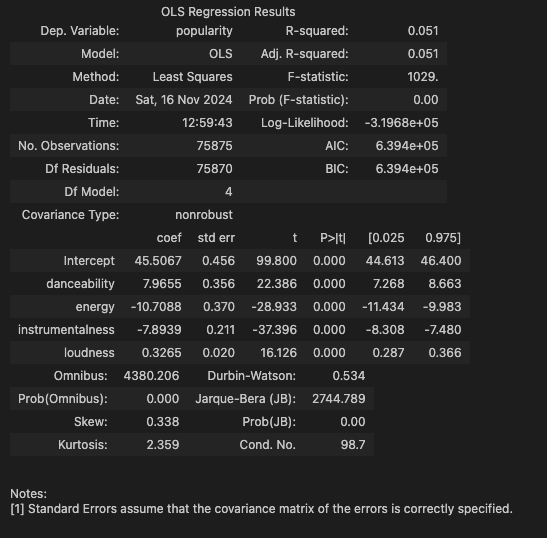 OLS Regression Results
Dep. Variable: popularity R-squared: 0.051
Model: OLS Adj. R-squared: 0.051
Method: Least Squares F-statistic: 1029.
Date: Sat, 16 Nov 2024 Prob (F-statistic): 0.00
Time: 12:59:43 Log-Likelihood: -3.1968e+05
No. Observations: 75875 AIC: 6.394e+05
Df Residuals: 75870 BIC: 6.394e+05
Df Model: 4
Covariance Type: nonrobust
coef std err t P>|t| [0.025 0.975]
Intercept 45.5067 0.456 99.800 0.000 44.613 46.400
danceability 7.9655 0.356 22.386 0.000 7.268 8.663
energy -10.7088 0.370 -28.933 0.000 -11.434 -9.983
instrumentalness -7.8939 0.211 -37.396 0.000 -8.308 -7.480
loudness 0.3265 0.020 16.126 0.000 0.287 0.366
Omnibus: 4380.206 Durbin-Watson: 0.534
Prob(Omnibus): 0.000 Jarque-Bera (JB): 2744.789
Skew: 0.338 Prob(JB): 0.00
Kurtosis: 2.359 Cond. No. 98.7
Notes:
[1] Standard Errors assume that the covariance matrix of the errors is correctly specified.